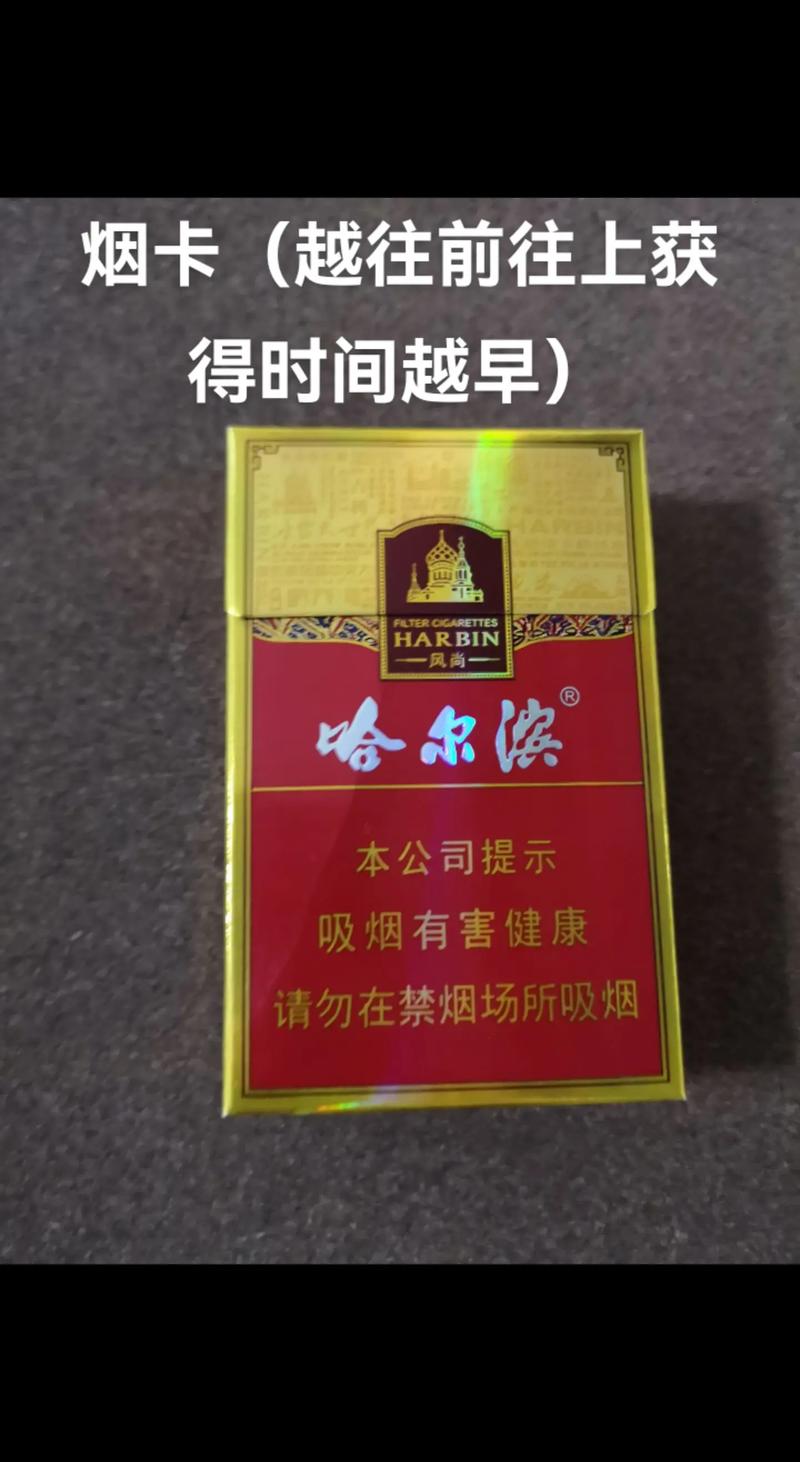 烟卡（越往前往上获
得时间越早）
FILTER CIGARETTES
HARBIN
风尚
哈尔滨®
本公司提示
吸烟有害健康
请勿在禁烟场所吸烟